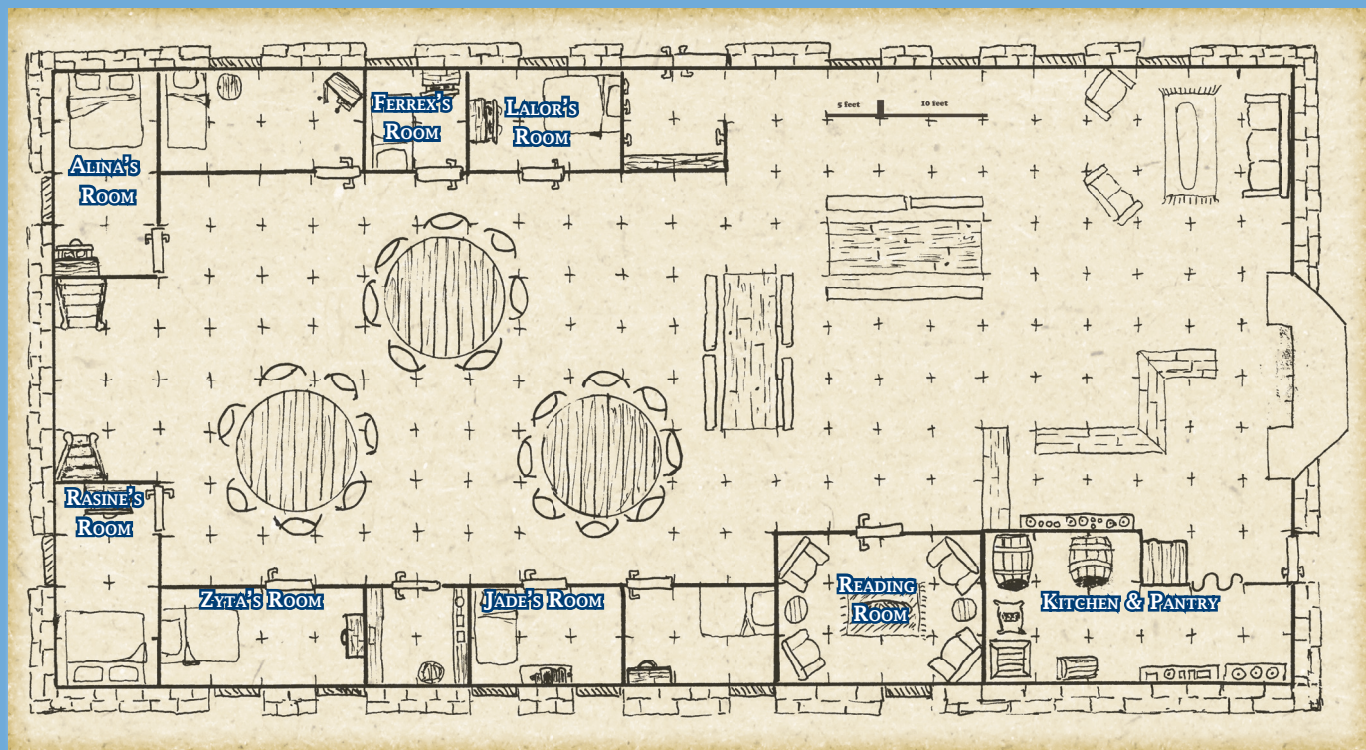 5 feet
10 feet
Ferrex's
Room
Lalor's
Room
Alina's
Room
Rasine's
Room
Zyta's Room
Jade's Room
Reading
Room
Kitchen & Pantry